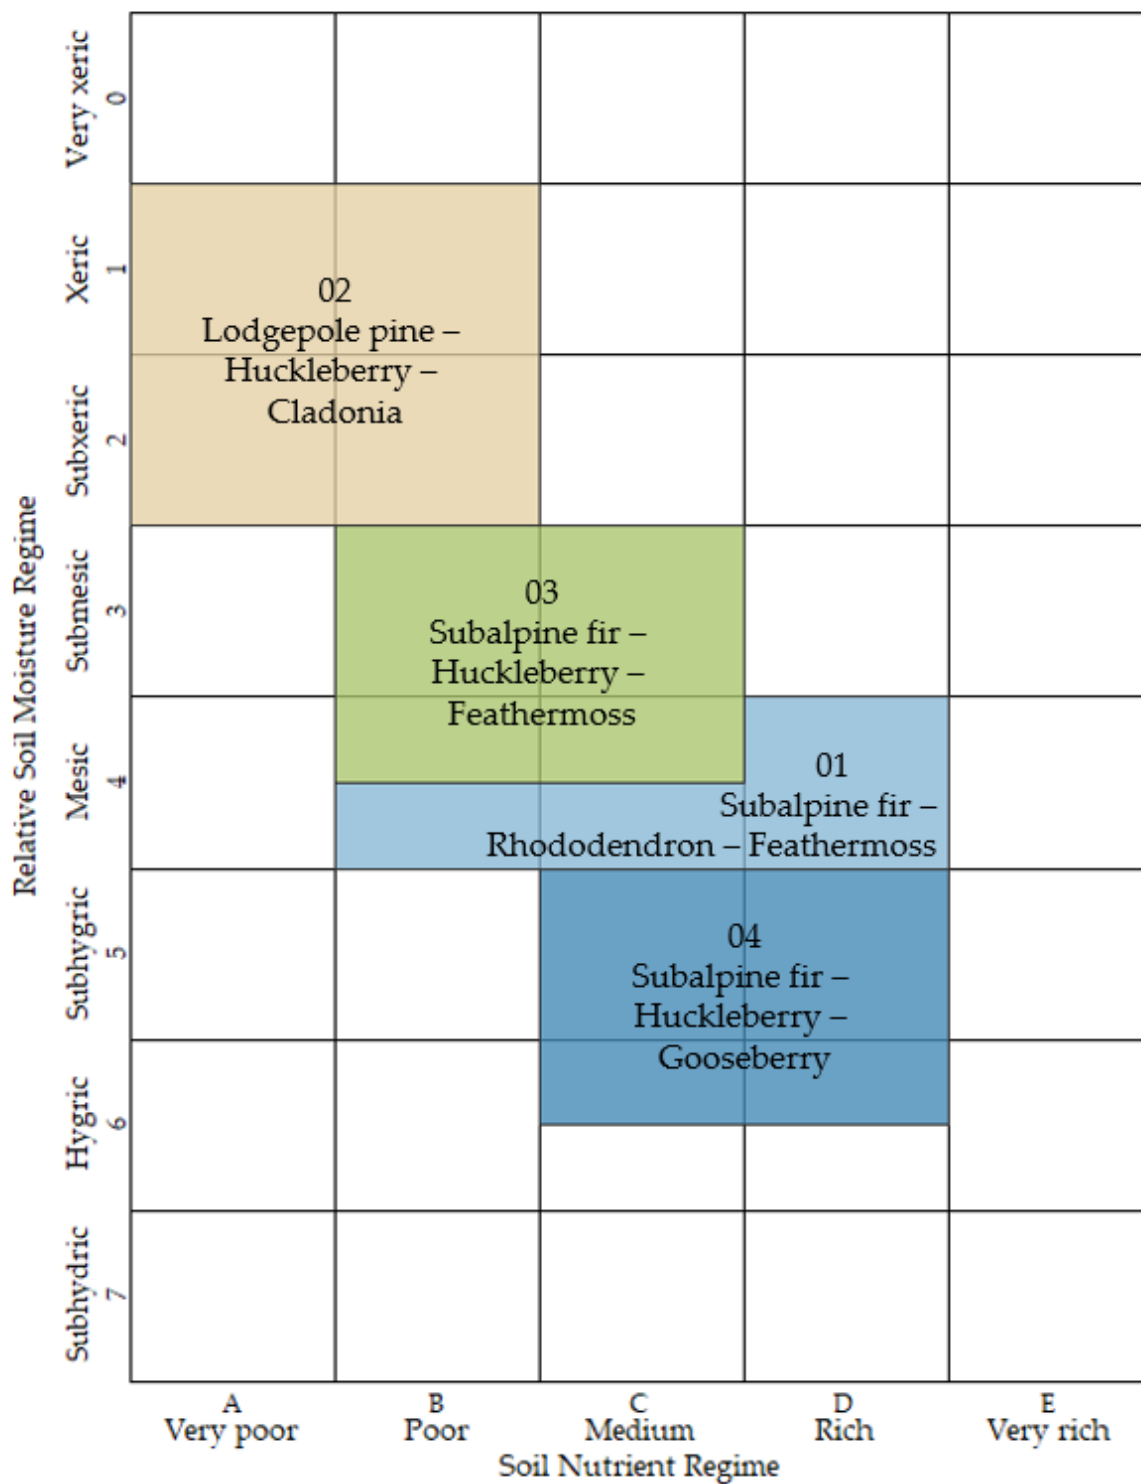 Relative Soil Moisture Regime
Very xeric
0
Xeric
1
Subxeric
2
Submesic
3
Mesic
4
Subhygric
5
Hygric
6
Subhydric
7
02
Lodgepole pine –
Huckleberry –
Cladonia
03
Subalpine fir –
Huckleberry –
Feathermoss
01
Subalpine fir –
Rhododendron – Feathermoss
04
Subalpine fir –
Huckleberry –
Gooseberry
A
Very poor
B
Poor
C
Medium
D
Rich
E
Very rich
Soil Nutrient Regime